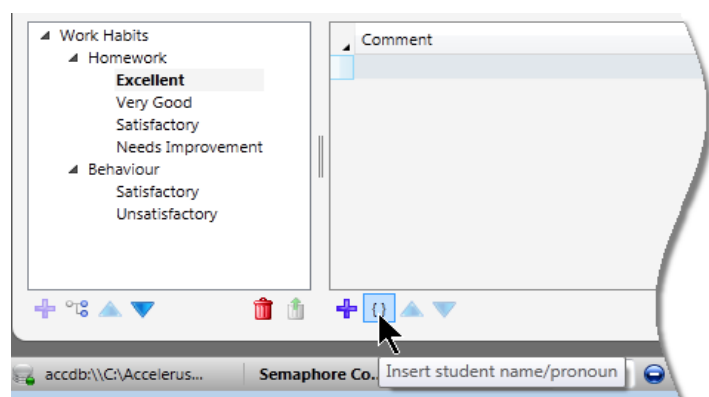 Work Habits
Homework
Excellent
Very Good
Satisfactory
Needs Improvement
Behaviour
Satisfactory
Unsatisfactory
Comment
{ }
Insert student name/pronoun
accdb:\\C:\Accelerus...
Semaphore Co...